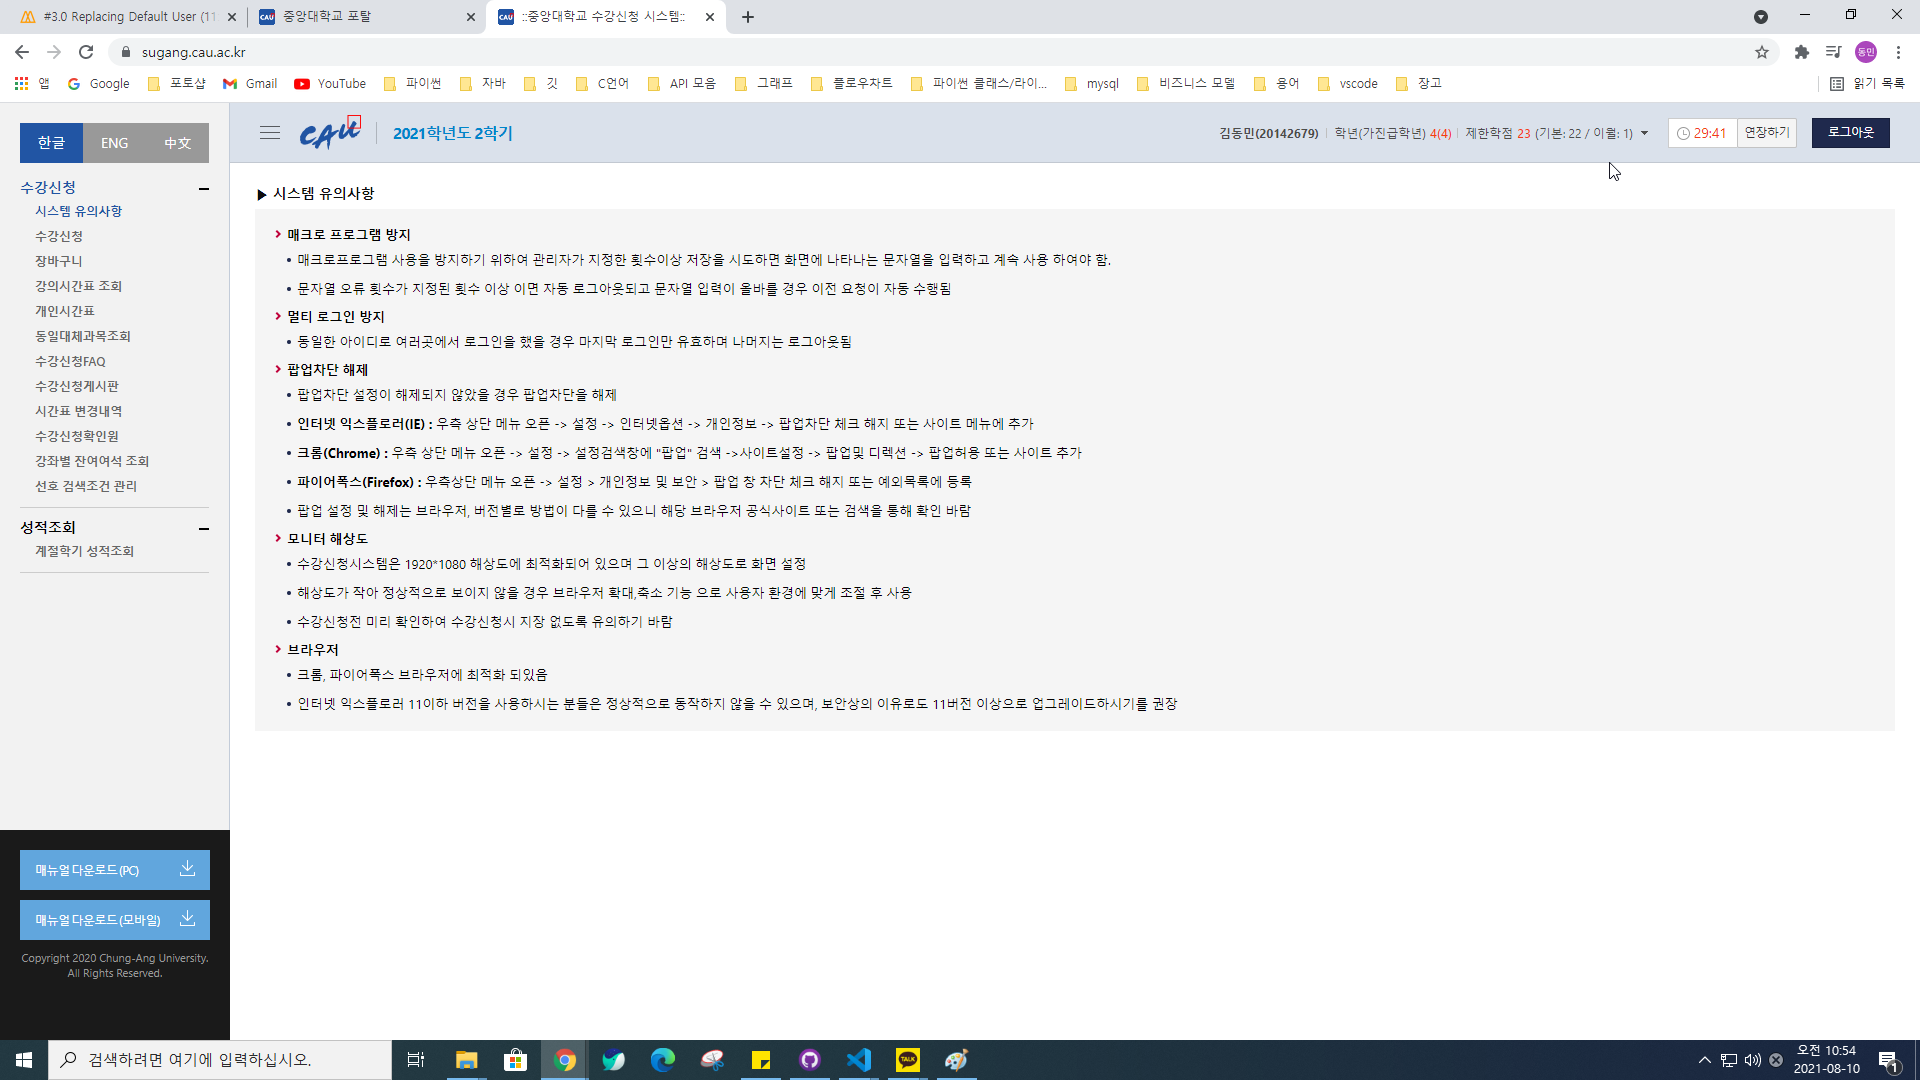 #3.0 Replacing Default User (11
중앙대학교 포탈
::중앙대학교 수강신청 시스템::
sugang.cau.ac.kr
동민
앱
Google
포토샵
Gmail
YouTube
파이썬
자바
깃
C언어
API 모음
그래프
플로우차트
파이썬 클래스/라이...
mysql
비즈니스 모델
용어
vscode
장고
읽기 목록
한글 ENG 中文
CAU
2021학년도 2학기
김동민(20142679) 학년(가진급학년) 4(4) 제한학점 23 (기본: 22 / 이월: 1)
29:41 연장하기
로그아웃
수강신청
시스템 유의사항
수강신청
장바구니
강의시간표 조회
개인시간표
동일대체과목조회
수강신청FAQ
수강신청게시판
시간표 변경내역
수강신청확인원
강좌별 잔여여석 조회
선호 검색조건 관리
성적조회
계절학기 성적조회
매뉴얼 다운로드(PC)
매뉴얼 다운로드(모바일)
Copyright 2020 Chung-Ang University.
All Rights Reserved.
▶ 시스템 유의사항
매크로 프로그램 방지
• 매크로프로그램 사용을 방지하기 위하여 관리자가 지정한 횟수이상 저장을 시도하면 화면에 나타나는 문자열을 입력하고 계속 사용 하여야 함.
• 문자열 오류 횟수가 지정된 횟수 이상 이면 자동 로그아웃되고 문자열 입력이 올바를 경우 이전 요청이 자동 수행됨
멀티 로그인 방지
• 동일한 아이디로 여러곳에서 로그인을 했을 경우 마지막 로그인만 유효하며 나머지는 로그아웃됨
팝업차단 해제
• 팝업차단 설정이 해제되지 않았을 경우 팝업차단을 해제
• 인터넷 익스플로러(IE) : 우측 상단 메뉴 오픈 -> 설정 -> 인터넷옵션 -> 개인정보 -> 팝업차단 체크 해지 또는 사이트 메뉴에 추가
• 크롬(Chrome) : 우측 상단 메뉴 오픈 -> 설정 -> 설정검색창에 "팝업" 검색 ->사이트설정 -> 팝업및 디렉션 -> 팝업허용 또는 사이트 추가
• 파이어폭스(Firefox) : 우측상단 메뉴 오픈 -> 설정 > 개인정보 및 보안 > 팝업 창 차단 체크 해지 또는 예외목록에 등록
• 팝업 설정 및 해제는 브라우저, 버전별로 방법이 다를 수 있으니 해당 브라우저 공식사이트 또는 검색을 통해 확인 바람
모니터 해상도
• 수강신청시스템은 1920*1080 해상도에 최적화되어 있으며 그 이상의 해상도로 화면 설정
• 해상도가 작아 정상적으로 보이지 않을 경우 브라우저 확대,축소 기능 으로 사용자 환경에 맞게 조절 후 사용
• 수강신청전 미리 확인하여 수강신청시 지장 없도록 유의하기 바람
브라우저
• 크롬, 파이어폭스 브라우저에 최적화 되있음
• 인터넷 익스플로러 11이하 버전을 사용하시는 분들은 정상적으로 동작하지 않을 수 있으며, 보안상의 이유로도 11버전 이상으로 업그레이드하시기를 권장
검색하려면 여기에 입력하십시오.
TALK
오전 10:54
2021-08-10
1